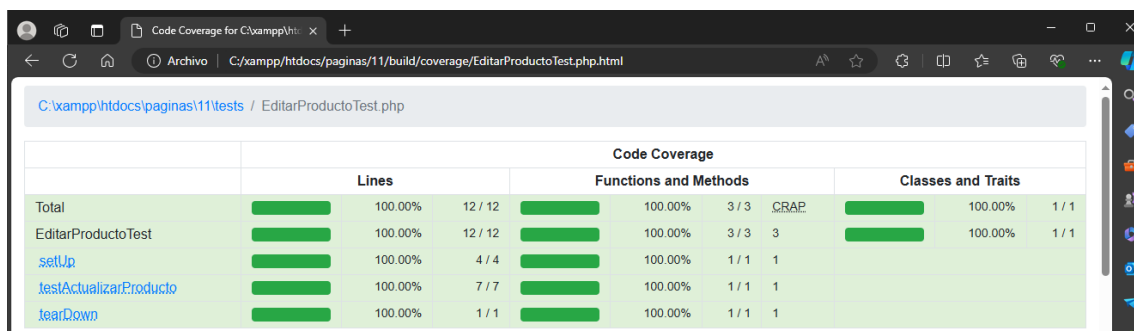 Code Coverage for C:\xampp\htc
Archivo C:/xampp/htdocs/paginas/11/build/coverage/EditarProductoTest.php.html
C:\xampp\htdocs\paginas\11\tests / EditarProductoTest.php
Code Coverage
Lines Functions and Methods Classes and Traits
Total 100.00% 12 / 12 100.00% 3 / 3 CRAP 100.00% 1 / 1
EditarProductoTest 100.00% 12 / 12 100.00% 3 / 3 3 100.00% 1 / 1
setUp 100.00% 4 / 4 100.00% 1 / 1 1
testActualizarProducto 100.00% 7 / 7 100.00% 1 / 1 1
tearDown 100.00% 1 / 1 100.00% 1 / 1 1